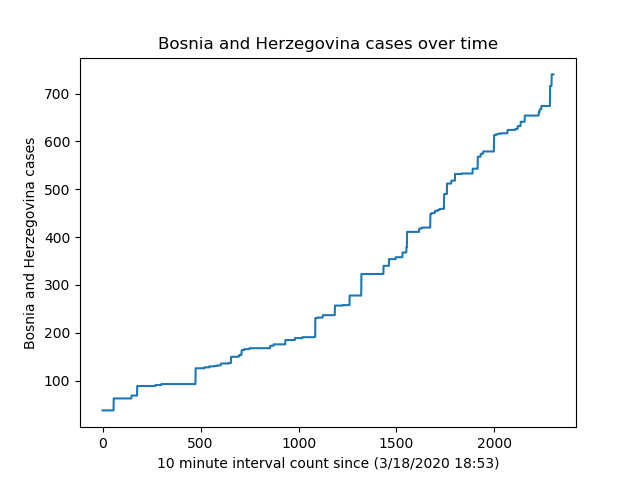 Bosnia and Herzegovina cases over time
Bosnia and Herzegovina cases
700
600
500
400
300
200
100
0 500 1000 1500 2000
10 minute interval count since (3/18/2020 18:53)